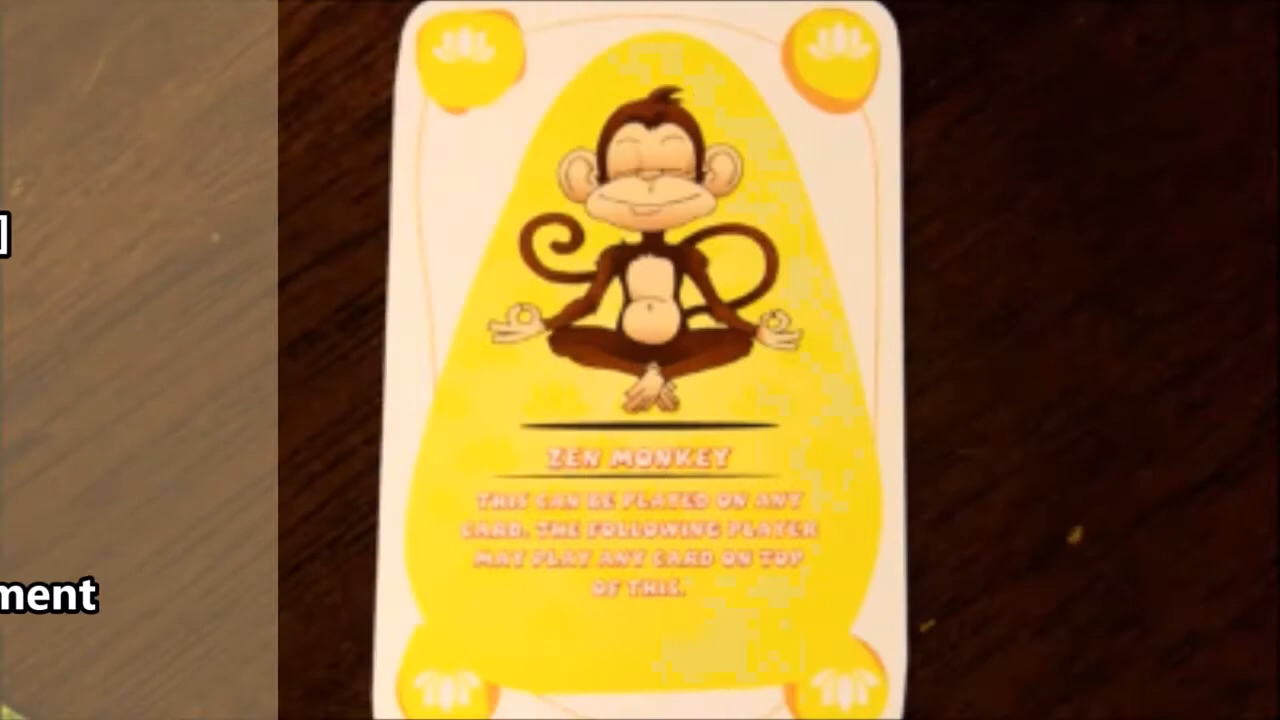 ]
ment
ZEN MONKEY
THIS CAN BE PLAYED ON ANY
CARD. THE FOLLOWING PLAYER
MAY PLAY ANY CARD ON TOP
OF THIS.